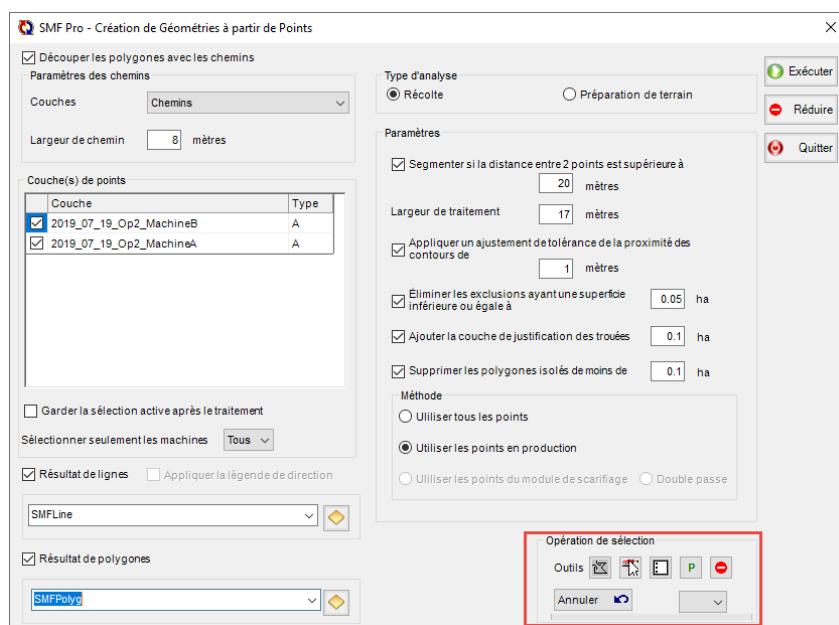 SMF Pro - Création de Géométries à partir de Points
Découper les polygones avec les chemins
Paramètres des chemins
Couches Chemins
Largeur de chemin 8 mètres
Couche(s) de points
Couche Type
2019_07_19_Op2_MachineB A
2019_07_19_Op2_MachineA A
Garder la sélection active après le traitement
Sélectionner seulement les machines Tous
Résultat de lignes Appliquer la légende de direction
SMFLine
Résultat de polygones
SMFPolyg
Type d'analyse
Récolte Préparation de terrain
Paramètres
Segmenter si la distance entre 2 points est supérieure à
20 mètres
Largeur de traitement 17 mètres
Appliquer un ajustement de tolérance de la proximité des
contours de
1 mètres
Éliminer les exclusions ayant une superficie
inférieure ou égale à 0.05 ha
Ajouter la couche de justification des trouées 0.1 ha
Supprimer les polygones isolés de moins de 0.1 ha
Méthode
Uliliser tous les points
Utiliser les points en production
Uliliser les points du module de scarifiage Double passe
Opération de sélection
Outils P
Annuler
Exécuter
Réduire
Quitter